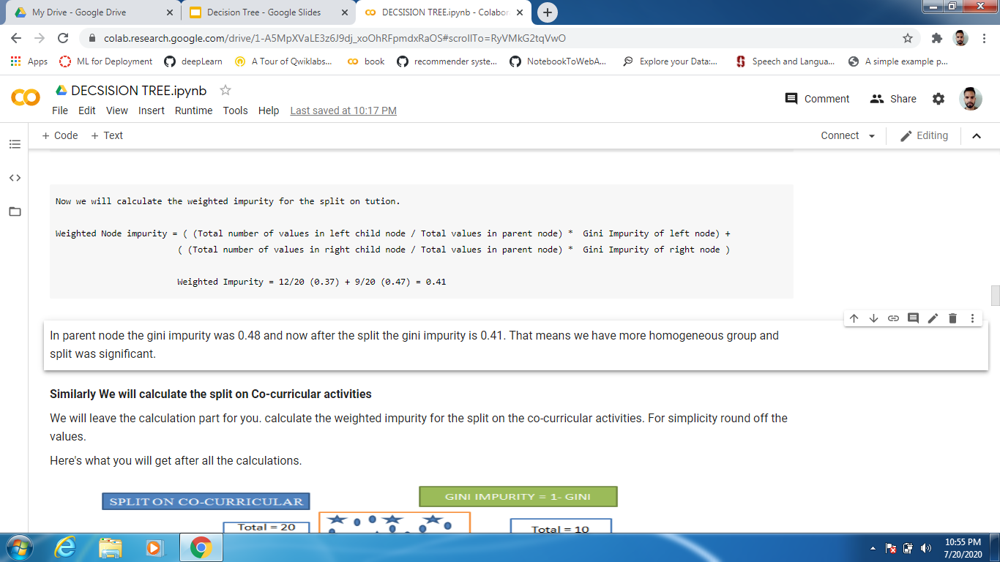 My Drive - Google Drive
Decision Tree - Google Slides
DECSISION TREE.ipynb - Colabor
colab.research.google.com/drive/1-A5MpXVaLE3z6J9dj_xoOhRFpmdxRaOS#scrollTo=RyVMkG2tqVwO
Apps
ML for Deployment
deepLearn
A Tour of Qwiklabs...
book
recommender syste...
NotebookToWebA...
Explore your Data:...
Speech and Langua...
A simple example p...
DECSISION TREE.ipynb
Comment
Share
File Edit View Insert Runtime Tools Help Last saved at 10:17 PM
+ Code + Text
Connect
Editing
Now we will calculate the weighted impurity for the split on tution.
Weighted Node impurity = ( (Total number of values in left child node / Total values in parent node) * Gini Impurity of left node) +
( (Total number of values in right child node / Total values in parent node) * Gini Impurity of right node )
Weighted Impurity = 12/20 (0.37) + 9/20 (0.47) = 0.41
In parent node the gini impurity was 0.48 and now after the split the gini impurity is 0.41. That means we have more homogeneous group and
split was significant.
Similarly We will calculate the split on Co-curricular activities
We will leave the calculation part for you. calculate the weighted impurity for the split on the co-curricular activities. For simplicity round off the
values.
Here's what you will get after all the calculations.
SPLIT ON CO-CURRICULAR
GINI IMPURITY = 1- GINI
Total = 20
Total = 10
10:55 PM
7/20/2020